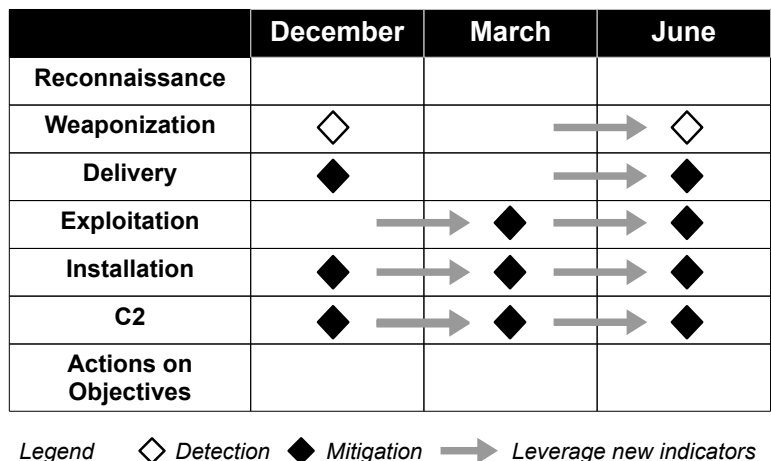 December March June
Reconnaissance
Weaponization
Delivery
Exploitation
Installation
C2
Actions on
Objectives
Legend Detection Mitigation Leverage new indicators